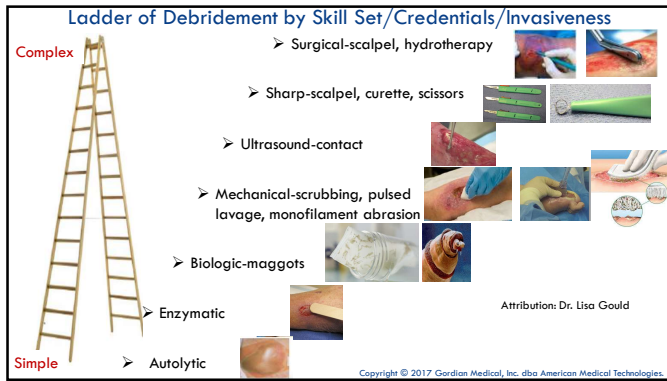 Ladder of Debridement by Skill Set/Credentials/Invasiveness
Complex
➢ Surgical-scalpel, hydrotherapy
➢ Sharp-scalpel, curette, scissors
➢ Ultrasound-contact
➢ Mechanical-scrubbing, pulsed
lavage, monofilament abrasion
➢ Biologic-maggots
➢ Enzymatic
Attribution: Dr. Lisa Gould
Simple
➢ Autolytic
Copyright © 2017 Gordian Medical, Inc. dba American Medical Technologies.